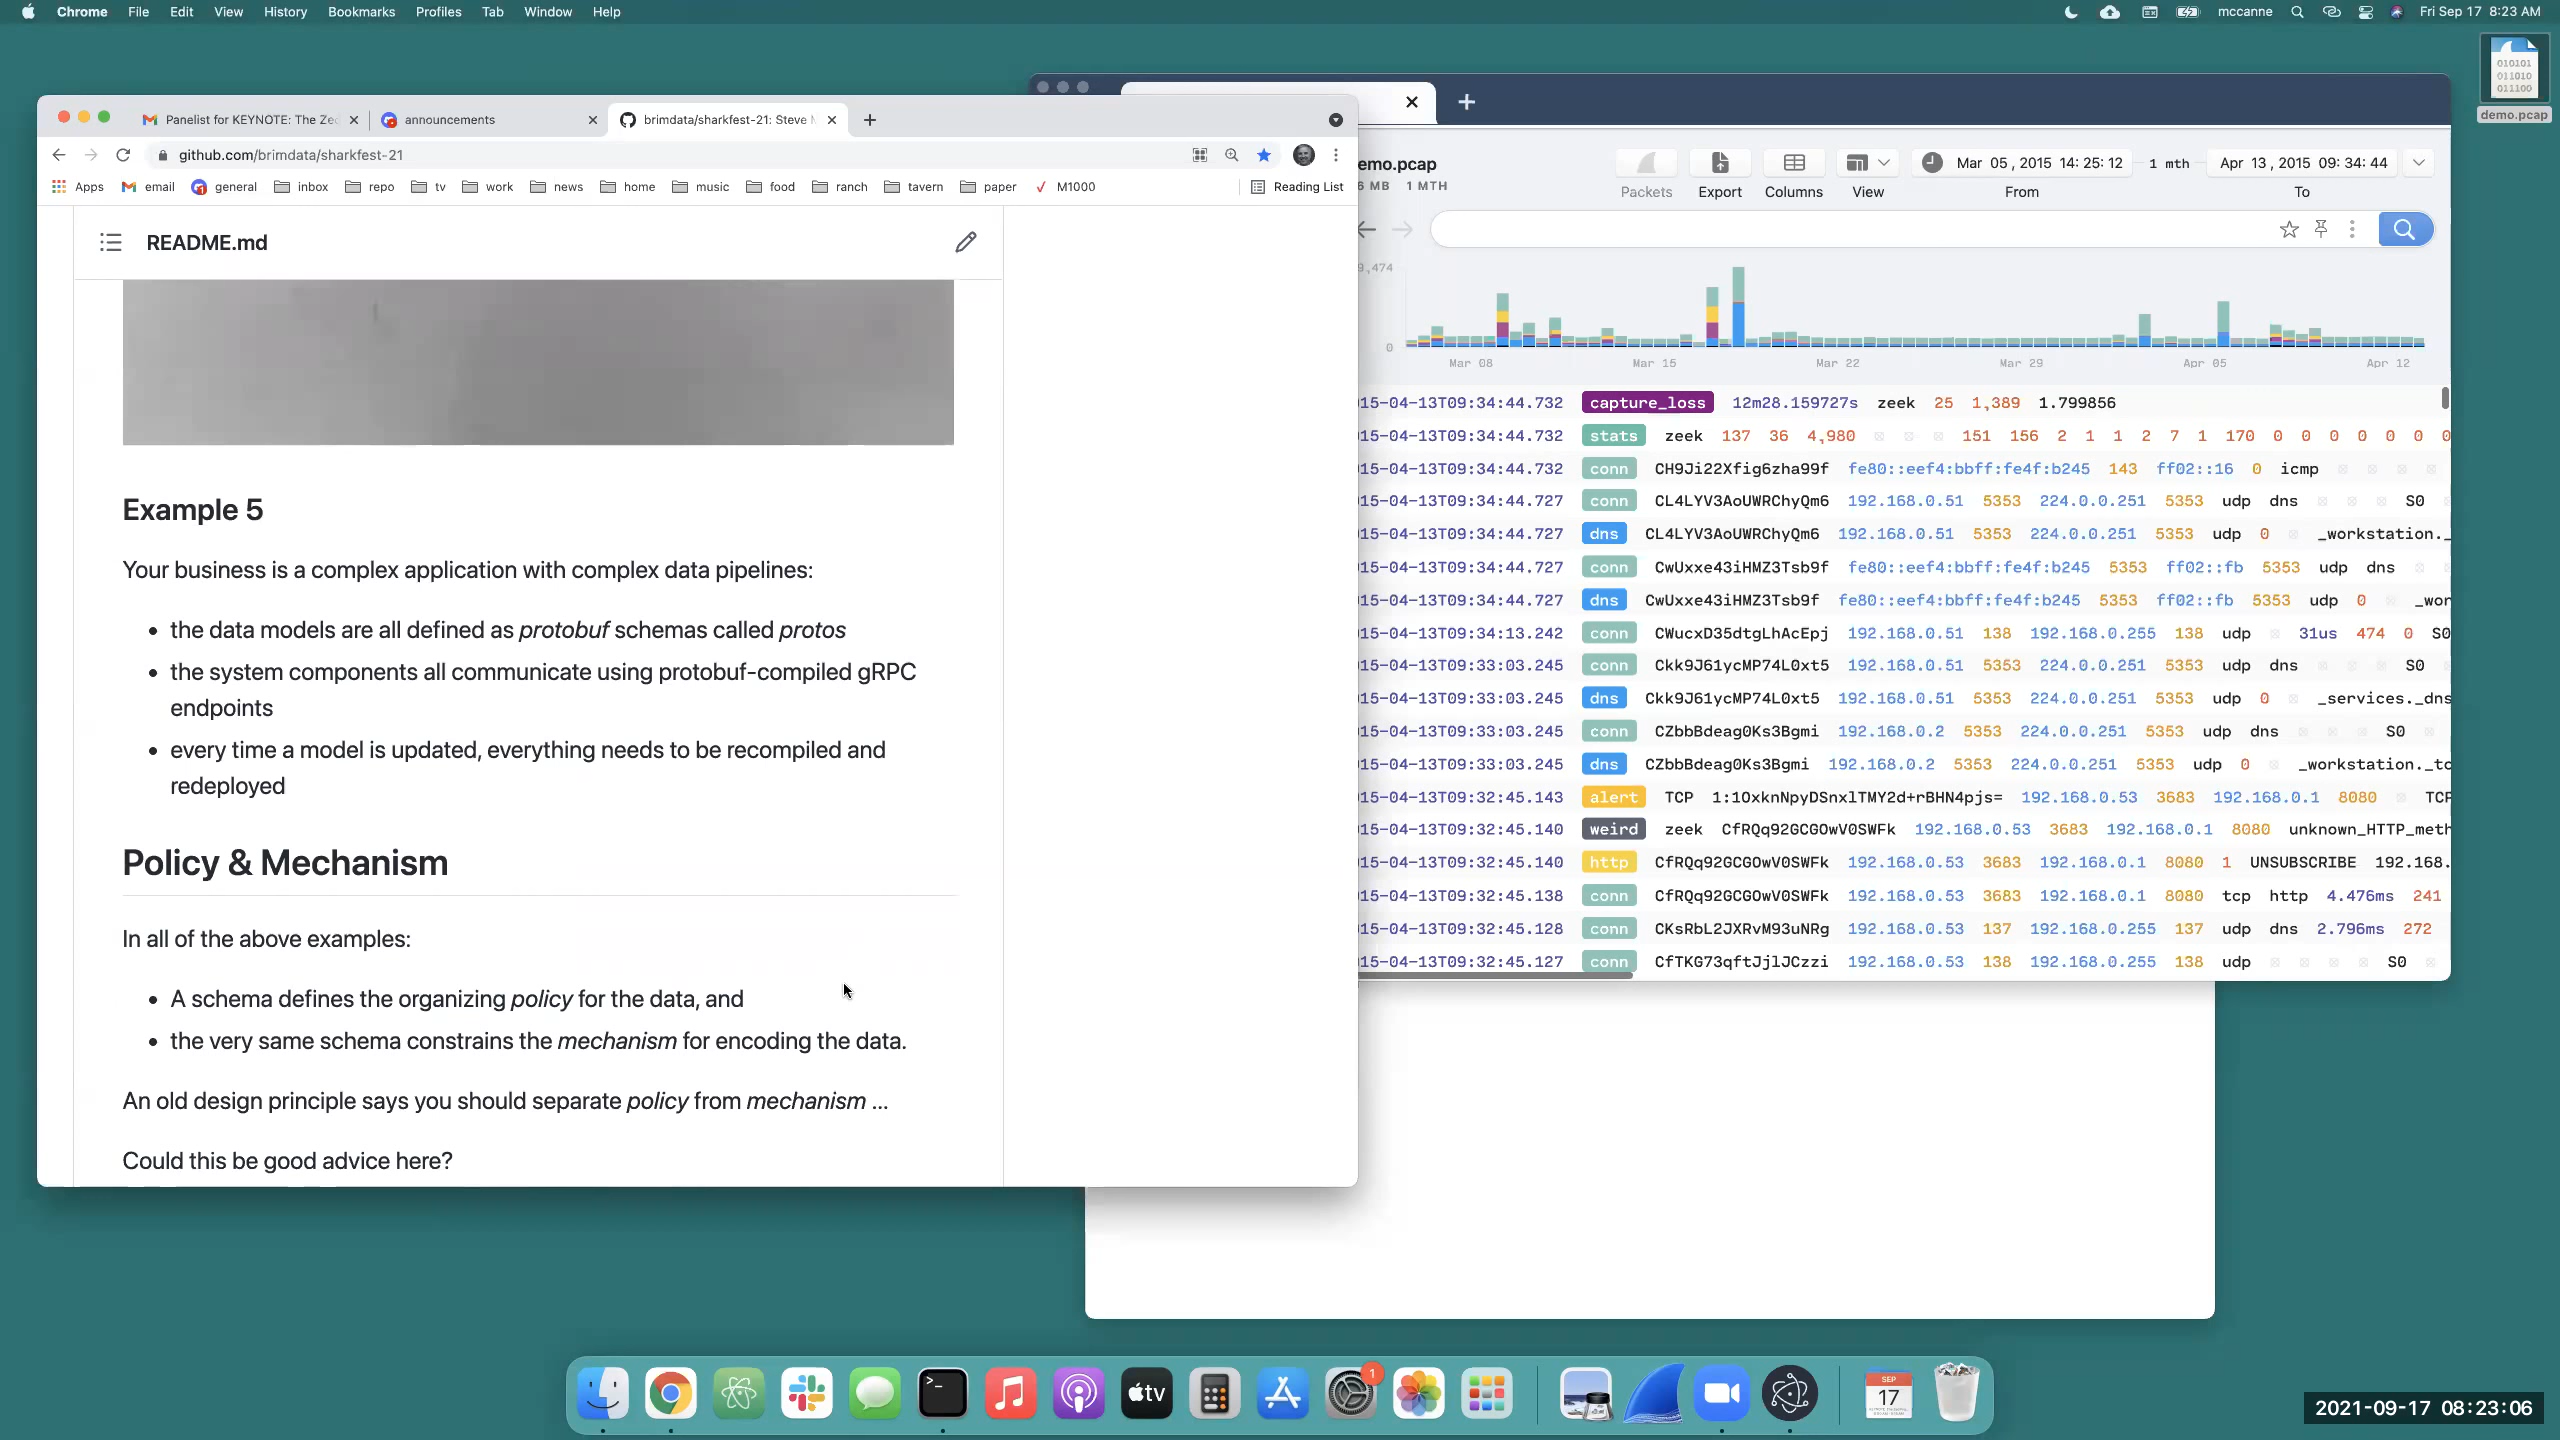 Chrome File Edit View History Bookmarks Profiles Tab Window Help
mccanne Fri Sep 17 8:23 AM
010101
011010
011100
demo.pcap
Panelist for KEYNOTE: The Zed
announcements
brimdata/sharkfest-21: Steve M
github.com/brimdata/sharkfest-21
Apps email general inbox repo tv work news home music food ranch tavern paper M1000 Reading List
README.md
Example 5
Your business is a complex application with complex data pipelines:
• the data models are all defined as protobuf schemas called protos
• the system components all communicate using protobuf-compiled gRPC
endpoints
• every time a model is updated, everything needs to be recompiled and
redeployed
Policy & Mechanism
In all of the above examples:
• A schema defines the organizing policy for the data, and
• the very same schema constrains the mechanism for encoding the data.
An old design principle says you should separate policy from mechanism ...
Could this be good advice here?
emo.pcap
6 MB 1 MTH
Packets Export Columns View
Mar 05, 2015 14:25:12 1 mth Apr 13, 2015 09:34:44
From To
,474
0
Mar 08 Mar 15 Mar 22 Mar 29 Apr 05 Apr 12
15-04-13T09:34:44.732 capture_loss 12m28.159727s zeek 25 1,389 1.799856
15-04-13T09:34:44.732 stats zeek 137 36 4,980 151 156 2 1 1 2 7 1 170 0 0 0 0 0 0 0
15-04-13T09:34:44.732 conn CH9Ji22Xfig6zha99f fe80::eef4:bbff:fe4f:b245 143 ff02::16 0 icmp
15-04-13T09:34:44.727 conn CL4LYV3AoUWRChyQm6 192.168.0.51 5353 224.0.0.251 5353 udp dns S0
15-04-13T09:34:44.727 dns CL4LYV3AoUWRChyQm6 192.168.0.51 5353 224.0.0.251 5353 udp 0 _workstation._
15-04-13T09:34:44.727 conn CwUxxe43iHMZ3Tsb9f fe80::eef4:bbff:fe4f:b245 5353 ff02::fb 5353 udp dns
15-04-13T09:34:44.727 dns CwUxxe43iHMZ3Tsb9f fe80::eef4:bbff:fe4f:b245 5353 ff02::fb 5353 udp 0 _wor
15-04-13T09:34:13.242 conn CWucxD35dtgLhAcEpj 192.168.0.51 138 192.168.0.255 138 udp 31us 474 0 S0
15-04-13T09:33:03.245 conn Ckk9J61ycMP74L0xt5 192.168.0.51 5353 224.0.0.251 5353 udp dns S0
15-04-13T09:33:03.245 dns Ckk9J61ycMP74L0xt5 192.168.0.51 5353 224.0.0.251 5353 udp 0 _services._dns
15-04-13T09:33:03.245 conn CZbbBdeag0Ks3Bgmi 192.168.0.2 5353 224.0.0.251 5353 udp dns S0
15-04-13T09:33:03.245 dns CZbbBdeag0Ks3Bgmi 192.168.0.2 5353 224.0.0.251 5353 udp 0 _workstation._tc
15-04-13T09:32:45.143 alert TCP 1:1OxknNpyDSnxlTMY2d+rBHN4pjs= 192.168.0.53 3683 192.168.0.1 8080 TCP
15-04-13T09:32:45.140 weird zeek CfRQq92GCGOwV0SWFk 192.168.0.53 3683 192.168.0.1 8080 unknown_HTTP_meth
15-04-13T09:32:45.140 http CfRQq92GCGOwV0SWFk 192.168.0.53 3683 192.168.0.1 8080 1 UNSUBSCRIBE 192.168.
15-04-13T09:32:45.138 conn CfRQq92GCGOwV0SWFk 192.168.0.53 3683 192.168.0.1 8080 tcp http 4.476ms 241
15-04-13T09:32:45.128 conn CKsRbL2JXRvM93uNRg 192.168.0.53 137 192.168.0.255 137 udp dns 2.796ms 272
15-04-13T09:32:45.127 conn CfTKG73qftJjlJCzzi 192.168.0.53 138 192.168.0.255 138 udp S0
tv
1
SEP
17
2021-09-17 08:23:06